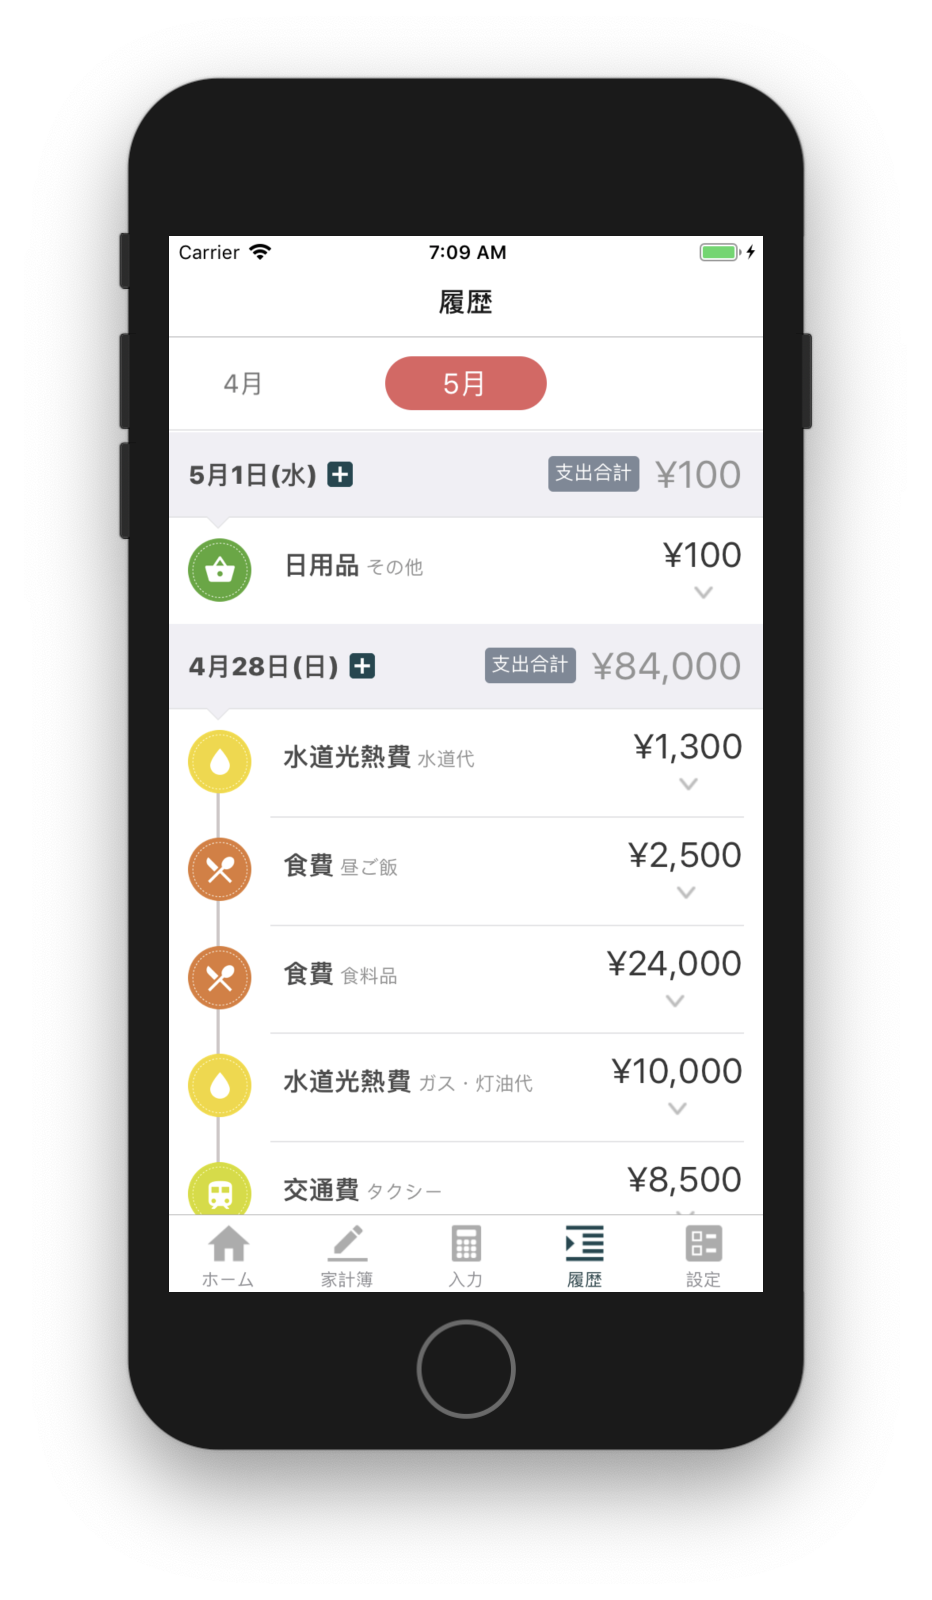 Carrier 7:09 AM
履歴
4月 5月
5月1日(水) 支出合計 ¥100
日用品 その他 ¥100
4月28日(日) 支出合計 ¥84,000
水道光熱費 水道代 ¥1,300
食費 昼ご飯 ¥2,500
食費 食料品 ¥24,000
水道光熱費 ガス・灯油代 ¥10,000
交通費 タクシー ¥8,500
ホーム 家計簿 入力 履歴 設定